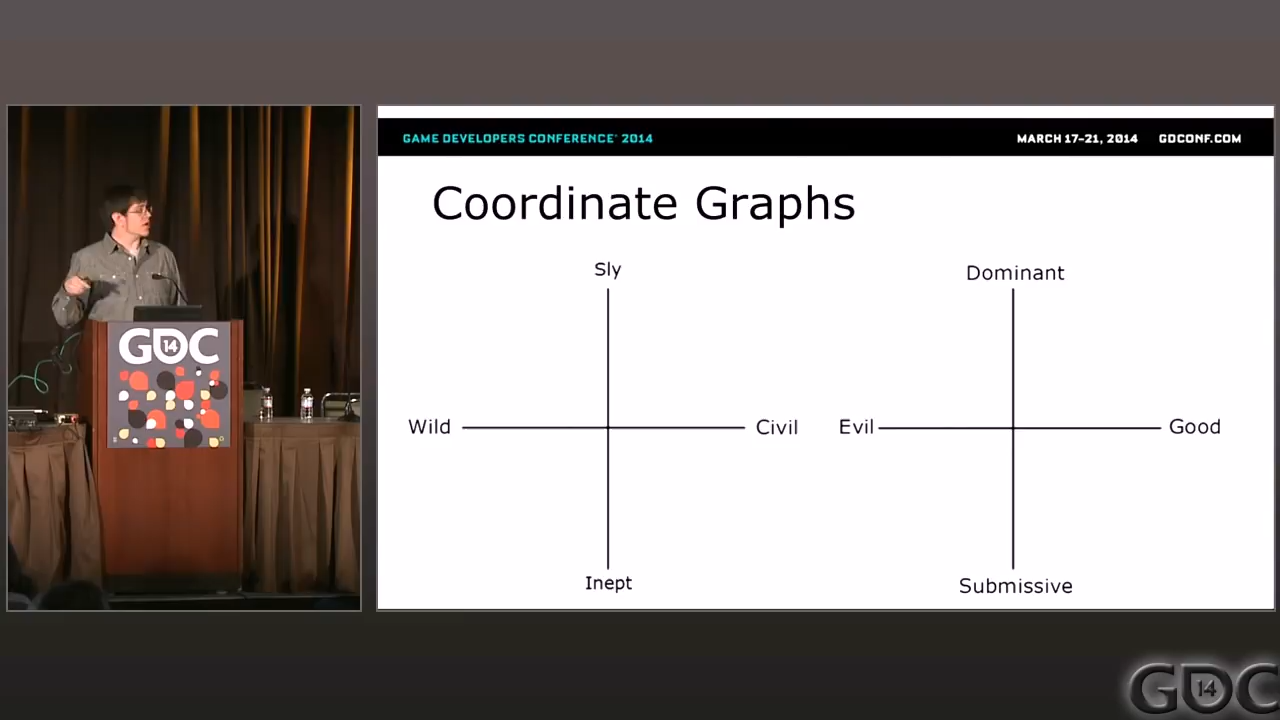 GAME DEVELOPERS CONFERENCE® 2014
MARCH 17-21, 2014 GDCONF.COM
Coordinate Graphs
Sly
Wild
Civil
Inept
Dominant
Evil
Good
Submissive
GDC
14
GDC
14